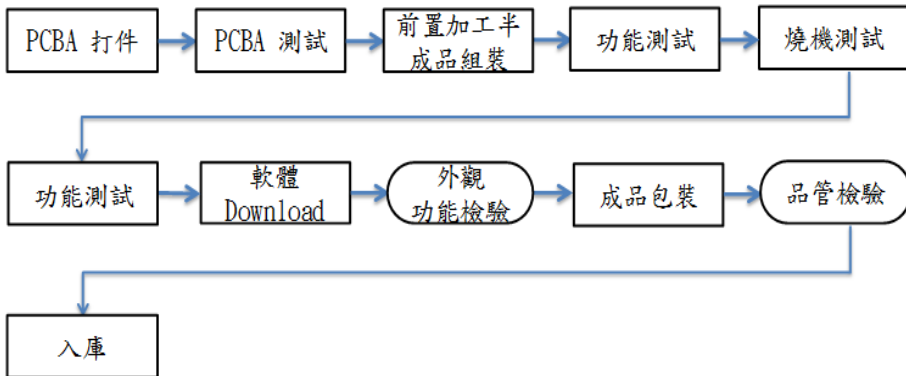 PCBA 打件
PCBA 測試
前置加工半
成品組裝
功能測試
燒機測試
功能測試
軟體
Download
外觀
功能檢驗
成品包裝
品管檢驗
入庫